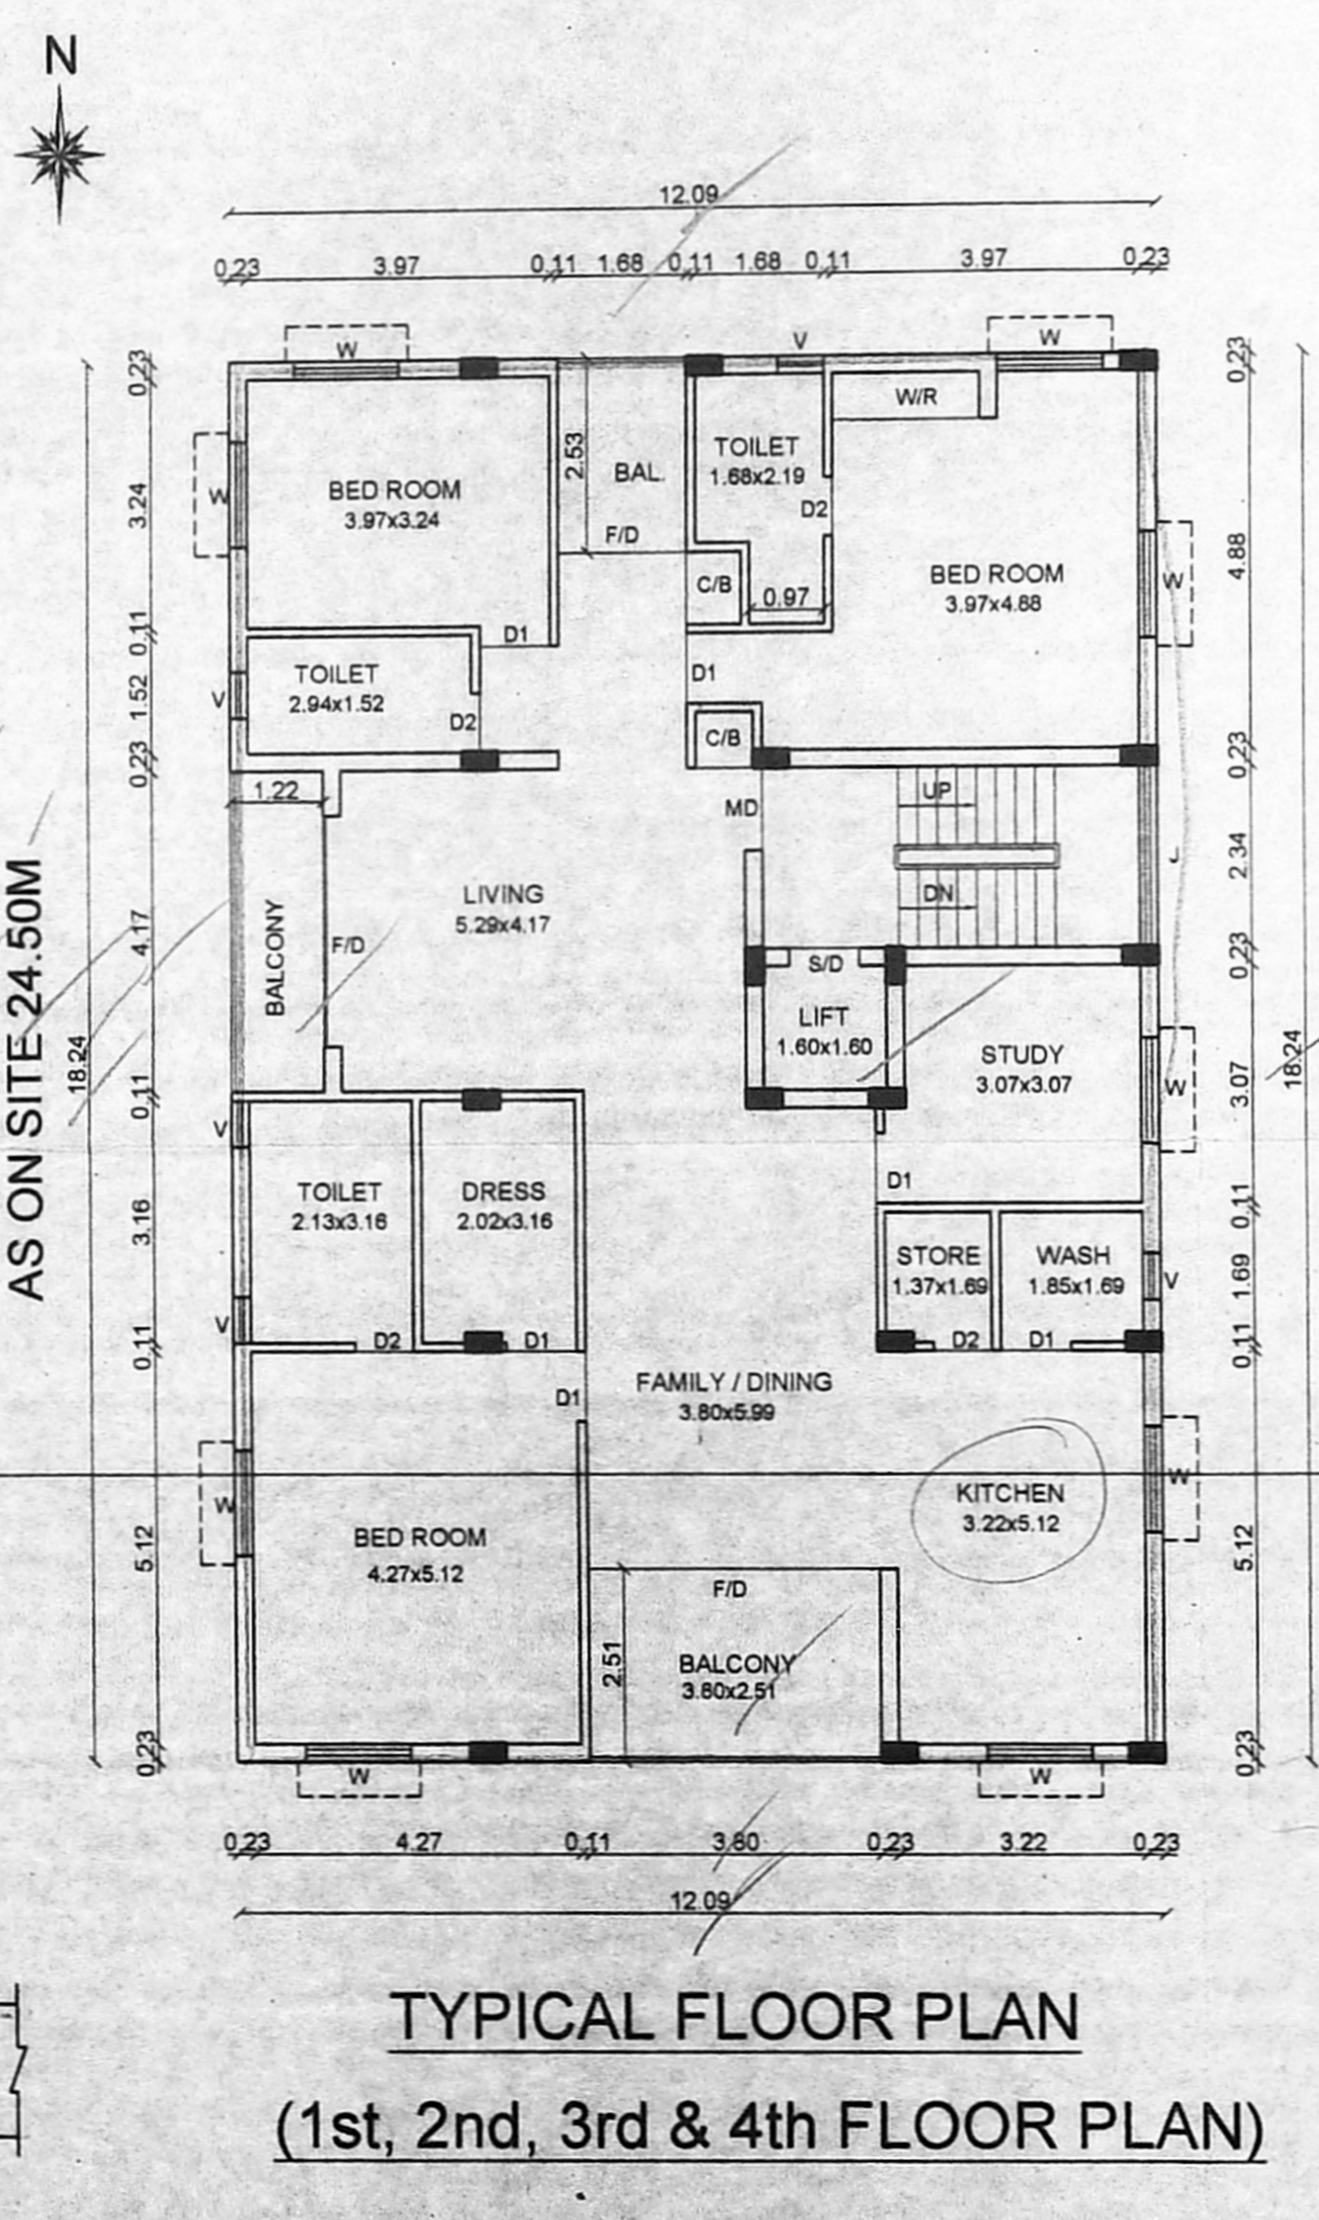 N
12.09
0.23 3.97 0.11 1.68 0.11 1.68 0.11 3.97 0.23
W V W
0.23 0.23
W/R
TOILET
1.68x2.19
2.53
BAL.
BED ROOM
3.97x3.24
W
3.24
D2
F/D
4.88
BED ROOM
3.97x4.88
W
C/B
0.97
0.11
D1
TOILET
2.94x1.52
D1
V
1.52
D2
C/B
0.23
0.23
1.22
UP
MD
2.34
LIVING
5.29x4.17
DN
BALCONY
F/D
4.17
S/D
0.23
LIFT
1.60x1.60
STUDY
3.07x3.07
W
3.07
AS ON SITE 24.50M
18.24
18.24
0.11
V
D1
TOILET
2.13x3.16
DRESS
2.02x3.16
3.16
0.11
STORE
1.37x1.69
WASH
1.85x1.69
V
1.69
V
D2 D1 D2 D1
0.11
0.11
FAMILY / DINING
3.80x5.99
D1
W
KITCHEN
3.22x5.12
W
BED ROOM
4.27x5.12
5.12
5.12
F/D
2.51
BALCONY
3.80x2.51
0.23
0.23
W W
0.23 4.27 0.11 3.80 0.23 3.22 0.23
12.09
TYPICAL FLOOR PLAN
(1st, 2nd, 3rd & 4th FLOOR PLAN)